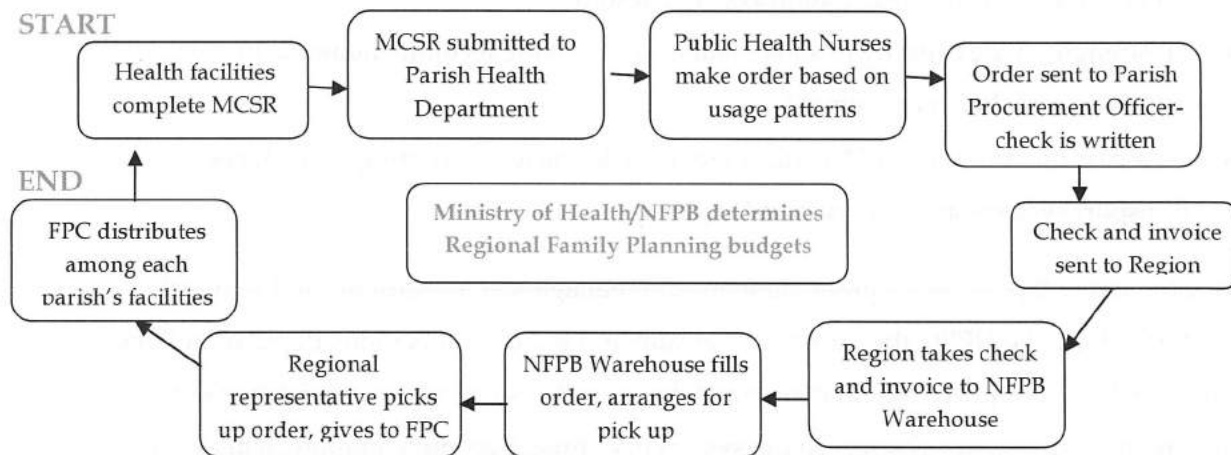 START
Health facilities
complete MCSR
MCSR submitted to
Parish Health
Department
Public Health Nurses
make order based on
usage patterns
Order sent to Parish
Procurement Officer-
check is written
Check and invoice
sent to Region
Region takes check
and invoice to NFPB
Warehouse
NFPB Warehouse fills
order, arranges for
pick up
Regional
representative picks
up order, gives to FPC
END
FPC distributes
among each
parish's facilities
Ministry of Health/NFPB determines
Regional Family Planning budgets